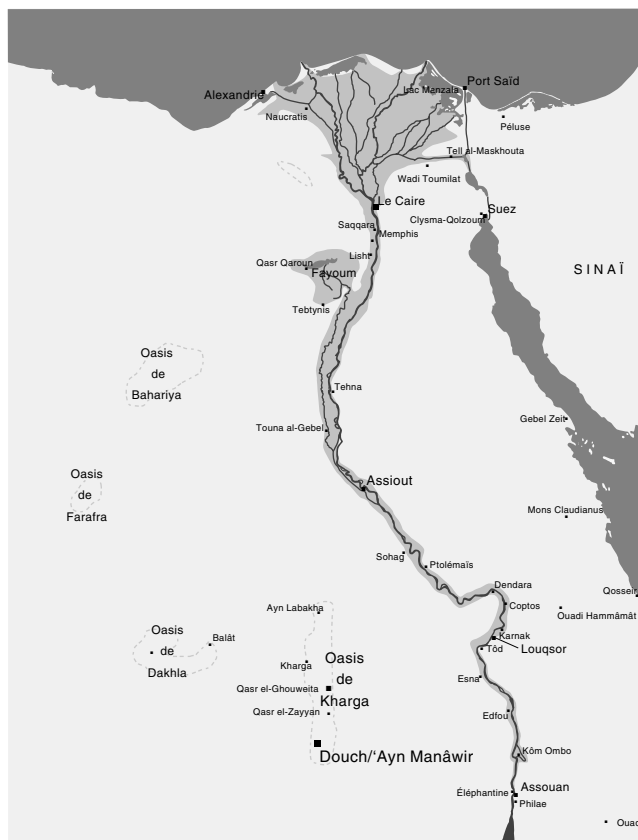 Port Saïd
Alexandrie
Lac Manzala
Naucratis
Péluse
Tell al-Maskhouta
Wadi Toumilat
Le Caire
Suez
Clysma-Qolzoum
Saqqara
Memphis
Lisht
Qasr Qaroun
Fayoum
SINAÏ
Tebtynis
Oasis
de
Bahariya
Tehna
Gebel Zeit
Touna al-Gebel
Oasis
de
Farafra
Assiout
Mons Claudianus
Sohag
Ptolémaïs
Dendara
Qosseir
Coptos
Ayn Labakha
Ouadi Hammâmât
Oasis
de
Dakhla
Balât
Karnak
Louqsor
Tôd
Kharga
Oasis
de
Kharga
Esna
Qasr el-Ghouweita
Qasr el-Zayyan
Edfou
Douch/‘Ayn Manâwir
Kôm Ombo
Éléphantine
Assouan
Philae
Ouad